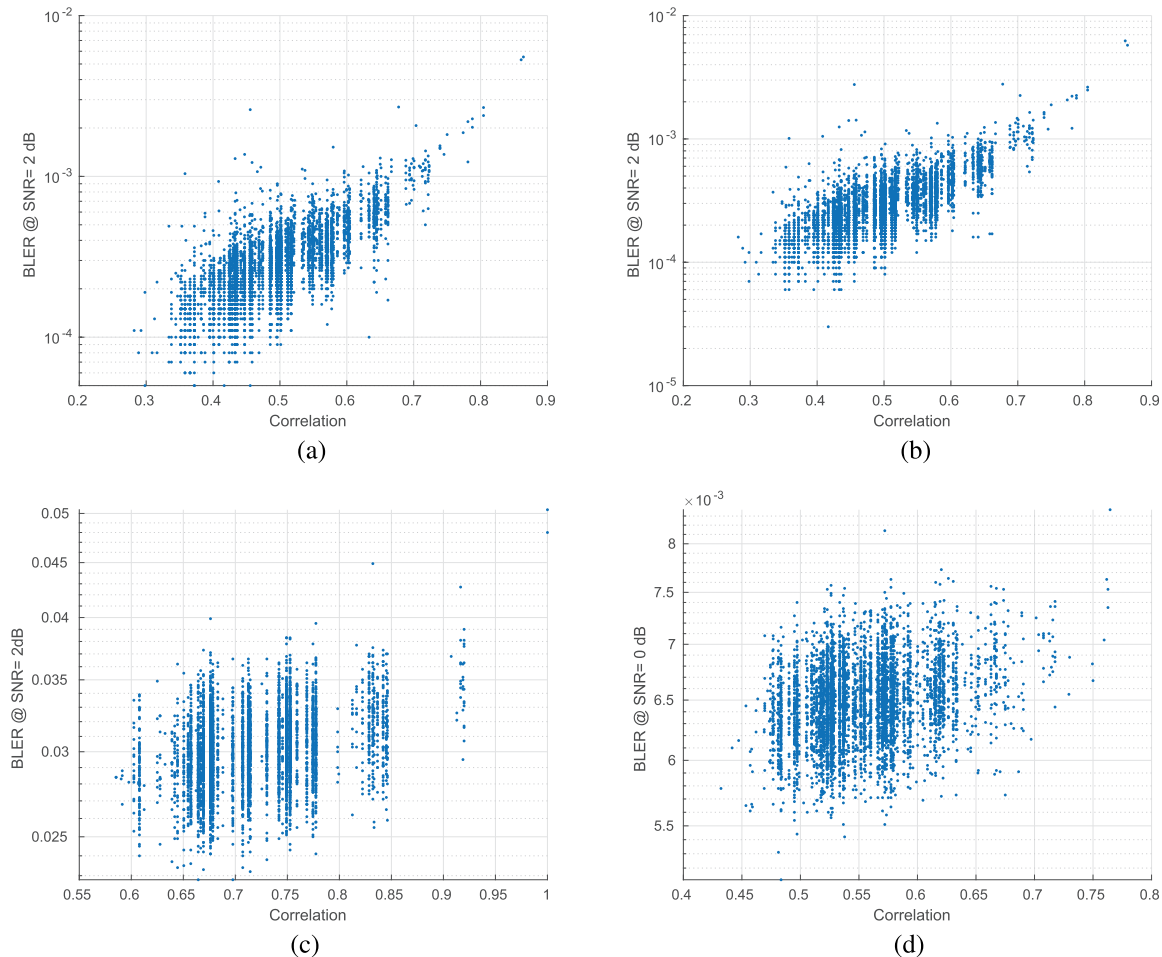 BLER @ SNR= 2 dB
10^-2
10^-3
10^-4
0.2 0.3 0.4 0.5 0.6 0.7 0.8 0.9
Correlation
(a)
BLER @ SNR= 2 dB
10^-2
10^-3
10^-4
10^-5
0.2 0.3 0.4 0.5 0.6 0.7 0.8 0.9
Correlation
(b)
BLER @ SNR= 2dB
0.05
0.045
0.04
0.035
0.03
0.025
0.55 0.6 0.65 0.7 0.75 0.8 0.85 0.9 0.95 1
Correlation
(c)
×10^-3
BLER @ SNR= 0 dB
8
7.5
7
6.5
6
5.5
0.4 0.45 0.5 0.55 0.6 0.65 0.7 0.75 0.8
Correlation
(d)